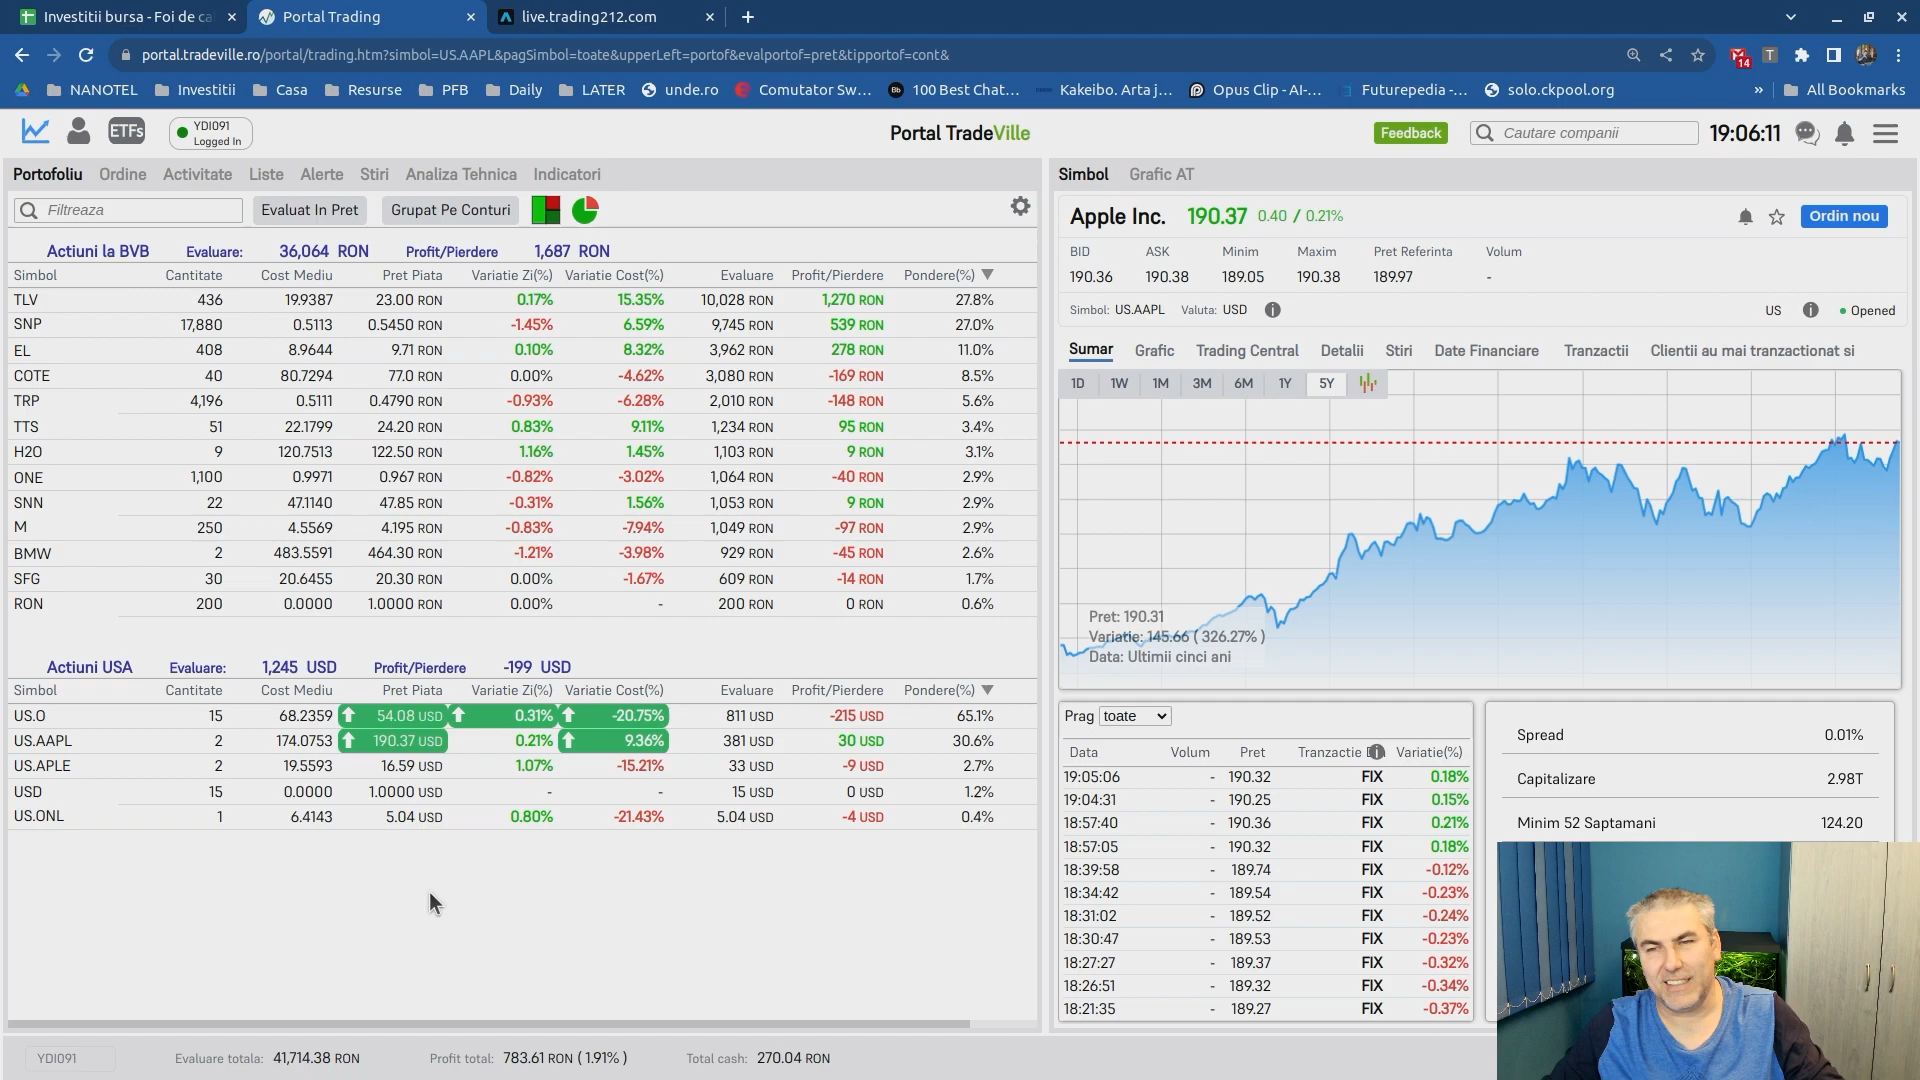 Investitii bursa - Foi de ca
Portal Trading
live.trading212.com
portal.tradeville.ro/portal/trading.htm?simbol=US.AAPL&pagSimbol=toate&upperLeft=portof&evalportof=pret&tipportof=cont&
14
T
NANOTEL Investitii Casa Resurse PFB Daily LATER unde.ro Comutator Sw... Bb 100 Best Chat... Kakeibo. Arta j... Opus Clip - AI-... Futurepedia -... solo.ckpool.org » All Bookmarks
ETFs YDI091 Logged In
Portal TradeVille
Feedback Cautare companii 19:06:11
Portofoliu Ordine Activitate Liste Alerte Stiri Analiza Tehnica Indicatori
Filtreaza Evaluat In Pret Grupat Pe Conturi
Actiuni la BVB Evaluare: 36,064 RON Profit/Pierdere 1,687 RON
Simbol Cantitate Cost Mediu Pret Piata Variatie Zi(%) Variatie Cost(%) Evaluare Profit/Pierdere Pondere(%)
TLV 436 19.9387 23.00 RON 0.17% 15.35% 10,028 RON 1,270 RON 27.8%
SNP 17,880 0.5113 0.5450 RON -1.45% 6.59% 9,745 RON 539 RON 27.0%
EL 408 8.9644 9.71 RON 0.10% 8.32% 3,962 RON 278 RON 11.0%
COTE 40 80.7294 77.0 RON 0.00% -4.62% 3,080 RON -169 RON 8.5%
TRP 4,196 0.5111 0.4790 RON -0.93% -6.28% 2,010 RON -148 RON 5.6%
TTS 51 22.1799 24.20 RON 0.83% 9.11% 1,234 RON 95 RON 3.4%
H2O 9 120.7513 122.50 RON 1.16% 1.45% 1,103 RON 9 RON 3.1%
ONE 1,100 0.9971 0.967 RON -0.82% -3.02% 1,064 RON -40 RON 2.9%
SNN 22 47.1140 47.85 RON -0.31% 1.56% 1,053 RON 9 RON 2.9%
M 250 4.5569 4.195 RON -0.83% -7.94% 1,049 RON -97 RON 2.9%
BMW 2 483.5591 464.30 RON -1.21% -3.98% 929 RON -45 RON 2.6%
SFG 30 20.6455 20.30 RON 0.00% -1.67% 609 RON -14 RON 1.7%
RON 200 0.0000 1.0000 RON 0.00% - 200 RON 0 RON 0.6%
Actiuni USA Evaluare: 1,245 USD Profit/Pierdere -199 USD
Simbol Cantitate Cost Mediu Pret Piata Variatie Zi(%) Variatie Cost(%) Evaluare Profit/Pierdere Pondere(%)
US.O 15 68.2359 54.08 USD 0.31% -20.75% 811 USD -215 USD 65.1%
US.AAPL 2 174.0753 190.37 USD 0.21% 9.36% 381 USD 30 USD 30.6%
US.APLE 2 19.5593 16.59 USD 1.07% -15.21% 33 USD -9 USD 2.7%
USD 15 0.0000 1.0000 USD - - 15 USD 0 USD 1.2%
US.ONL 1 6.4143 5.04 USD 0.80% -21.43% 5.04 USD -4 USD 0.4%
YDI091 Evaluare totala: 41,714.38 RON Profit total: 783.61 RON ( 1.91% ) Total cash: 270.04 RON
Simbol Grafic AT
Apple Inc. 190.37 0.40 / 0.21% Ordin nou
BID ASK Minim Maxim Pret Referinta Volum
190.36 190.38 189.05 190.38 189.97 -
Simbol: US.AAPL Valuta: USD US Opened
Sumar Grafic Trading Central Detalii Stiri Date Financiare Tranzactii Clientii au mai tranzactionat si
1D 1W 1M 3M 6M 1Y 5Y
Pret: 190.31
Variatie: 145.66 ( 326.27% )
Data: Ultimii cinci ani
Prag toate
Data Volum Pret Tranzactie Variatie(%)
19:05:06 - 190.32 FIX 0.18%
19:04:31 - 190.25 FIX 0.15%
18:57:40 - 190.36 FIX 0.21%
18:57:05 - 190.32 FIX 0.18%
18:39:58 - 189.74 FIX -0.12%
18:34:42 - 189.54 FIX -0.23%
18:31:02 - 189.52 FIX -0.24%
18:30:47 - 189.53 FIX -0.23%
18:27:27 - 189.37 FIX -0.32%
18:26:51 - 189.32 FIX -0.34%
18:21:35 - 189.27 FIX -0.37%
Spread 0.01%
Capitalizare 2.98T
Minim 52 Saptamani 124.20